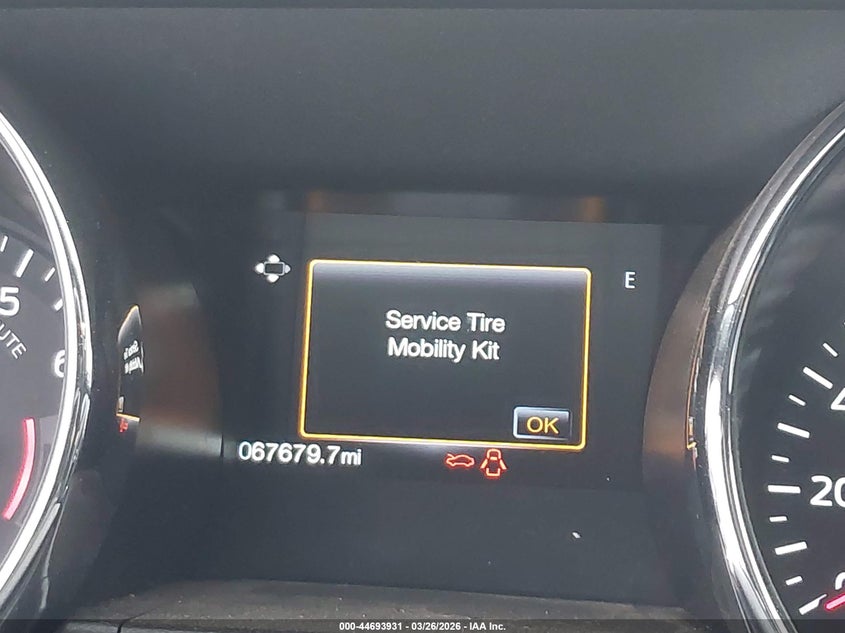 5
6
E
Service Tire
Mobility Kit
OK
067679.7mi
20
000-44693931 - 03/26/2026 - IAA Inc.